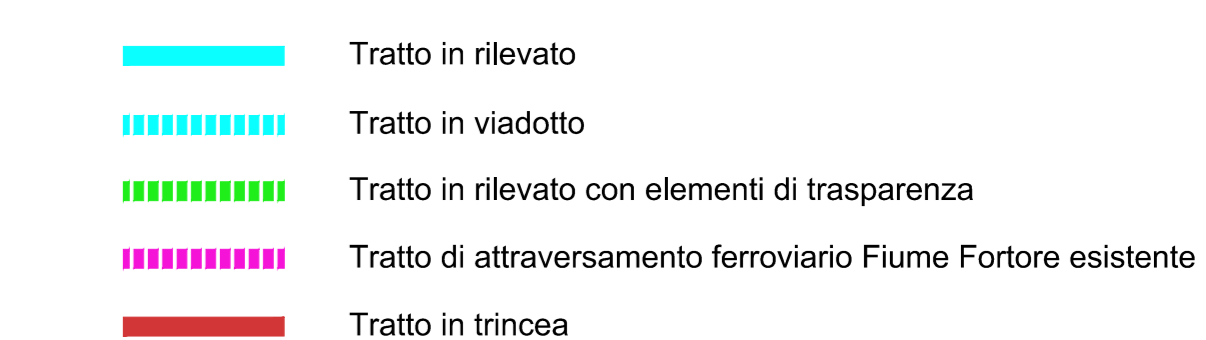 Tratto in rilevato
Tratto in viadotto
Tratto in rilevato con elementi di trasparenza
Tratto di attraversamento ferroviario Fiume Fortore esistente
Tratto in trincea